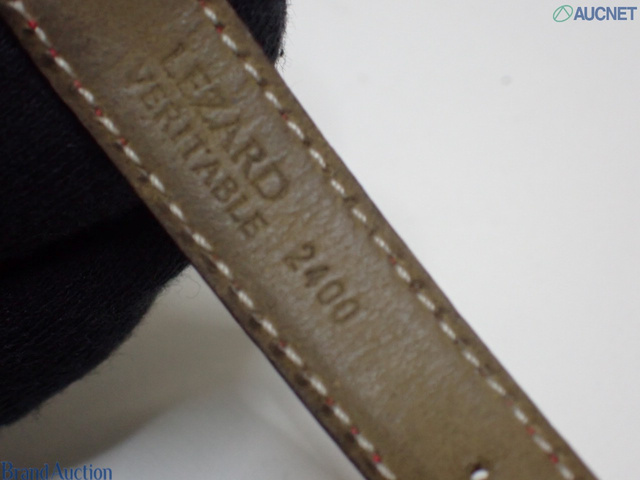 AUCNET
LEZARD
VERITABLE 2400
Brand Auction